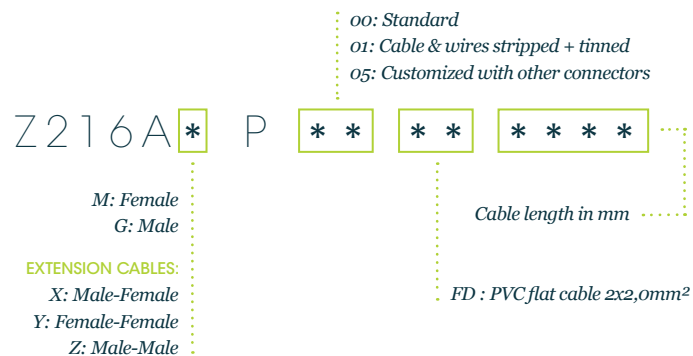 00: Standard
01: Cable & wires stripped + tinned
05: Customized with other connectors
Z216A* P ** ** ****
M: Female
G: Male
Cable length in mm
EXTENSION CABLES:
X: Male-Female
Y: Female-Female
Z: Male-Male
FD : PVC flat cable 2x2,0mm²